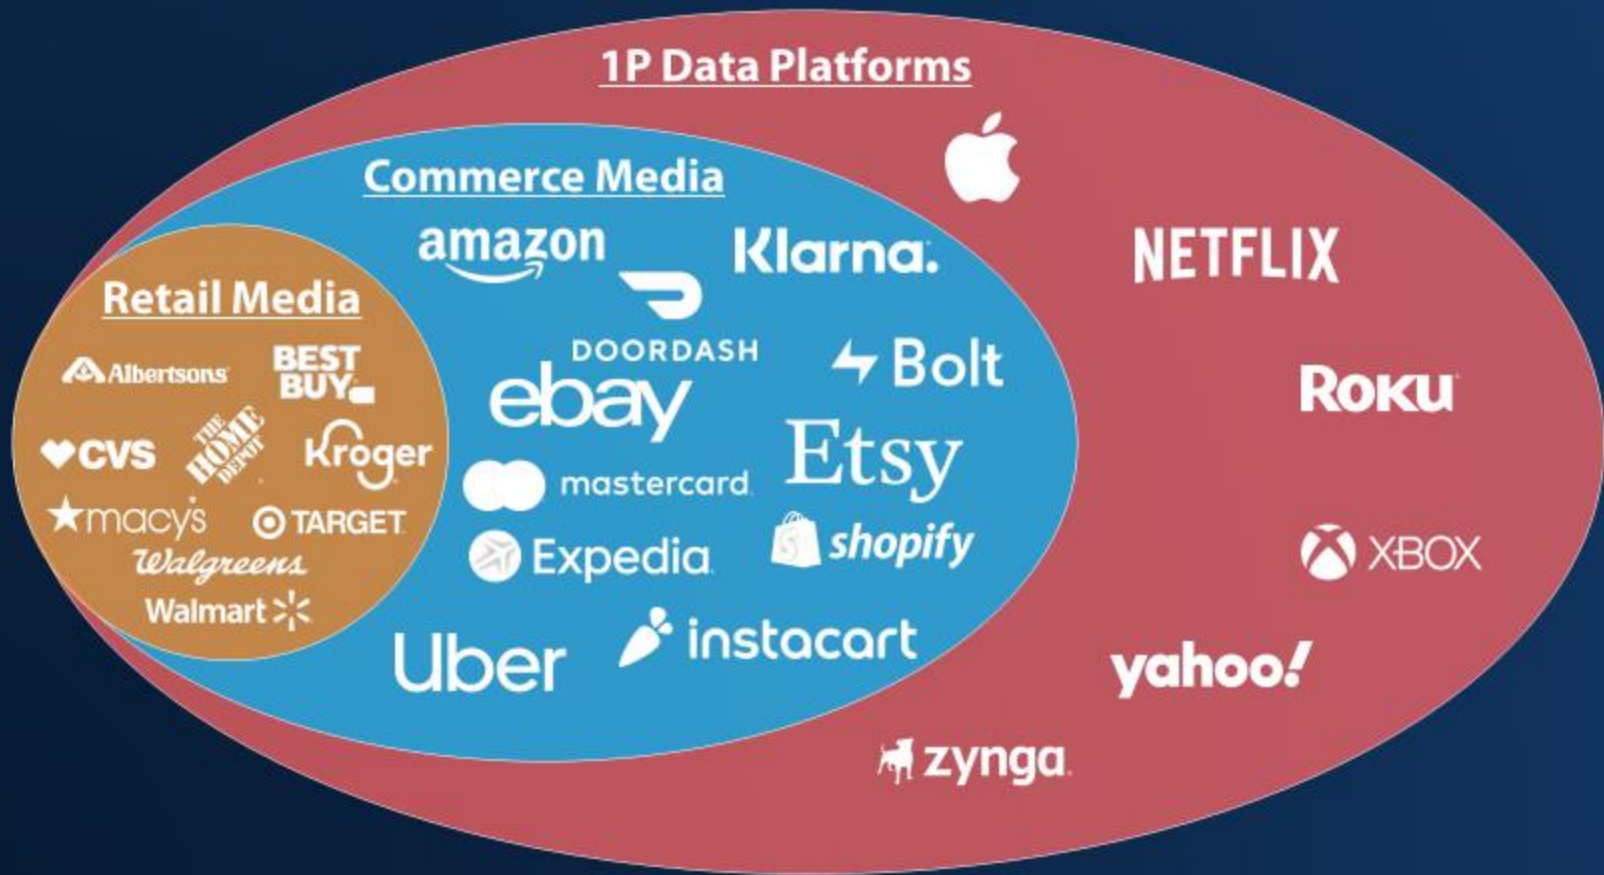 1P Data Platforms
Commerce Media
amazon
Klarna.
NETFLIX
Retail Media
DOORDASH
Bolt
Albertsons
BEST
BUY
ebay
Roku
CVS
THE
HOME
DEPOT
Kroger
Etsy
mastercard
macy's
TARGET
Expedia
shopify
XBOX
Walgreens
Walmart
Uber
instacart
yahoo!
zynga